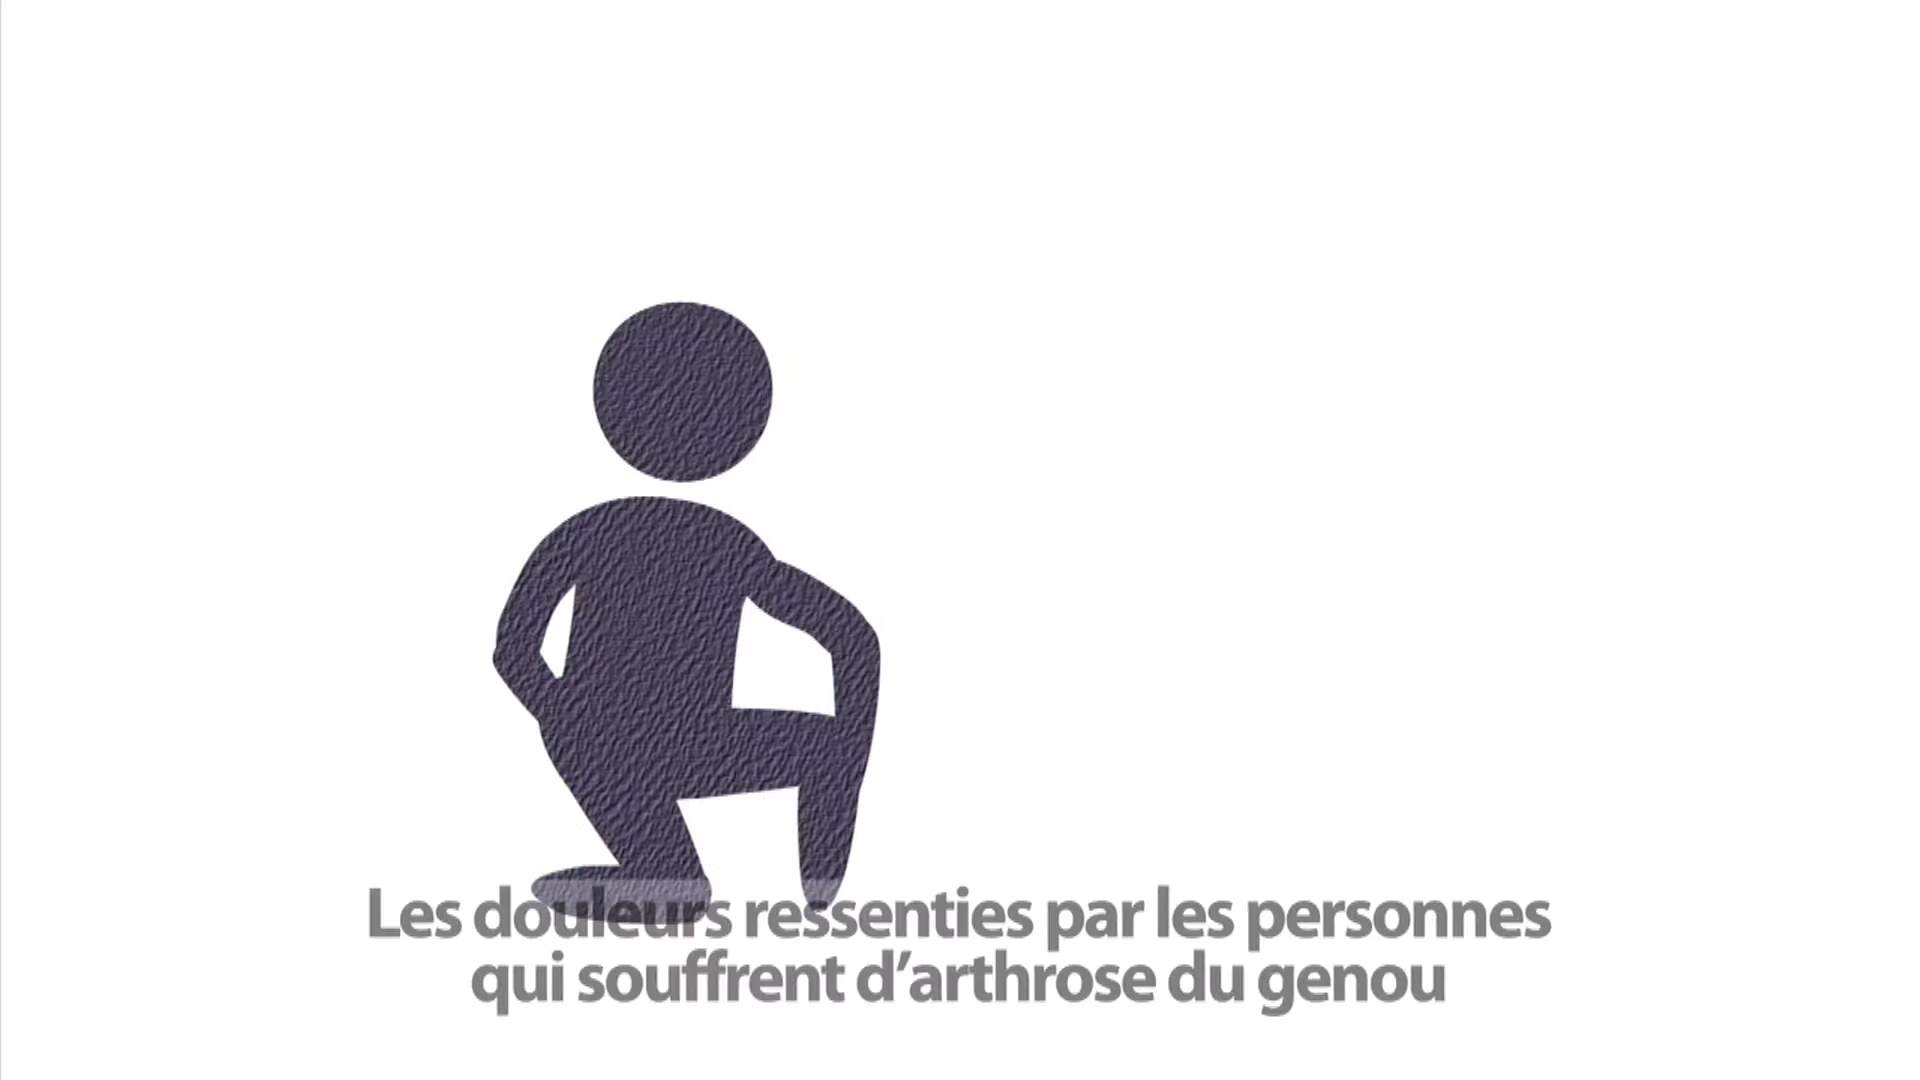 Les douleurs ressenties par les personnes
qui souffrent d’arthrose du genou